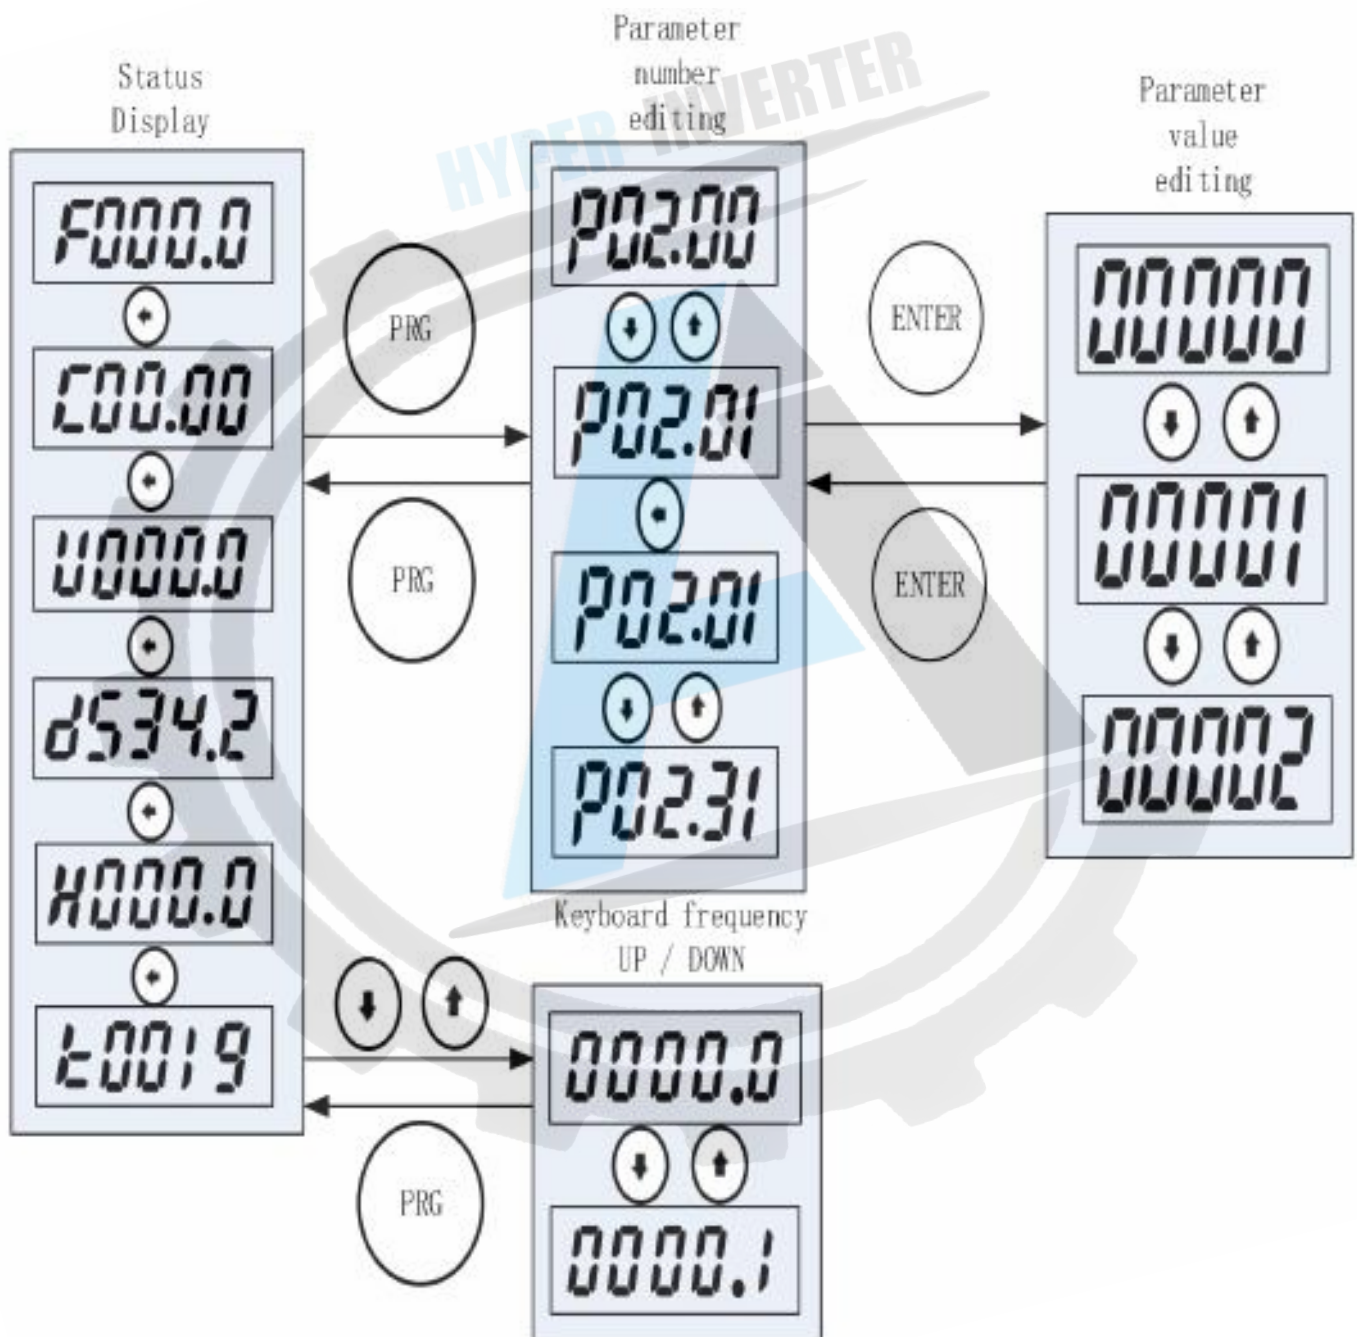 Status
Display
F000.0
C00.00
U000.0
d534.2
H000.0
t0019
PRG
PRG
Parameter
number
editing
P02.00
P02.01
P02.01
P02.31
ENTER
ENTER
Parameter
value
editing
00000
00001
00002
Keyboard frequency
UP / DOWN
PRG
0000.0
0000.1
HYPER INVERTER